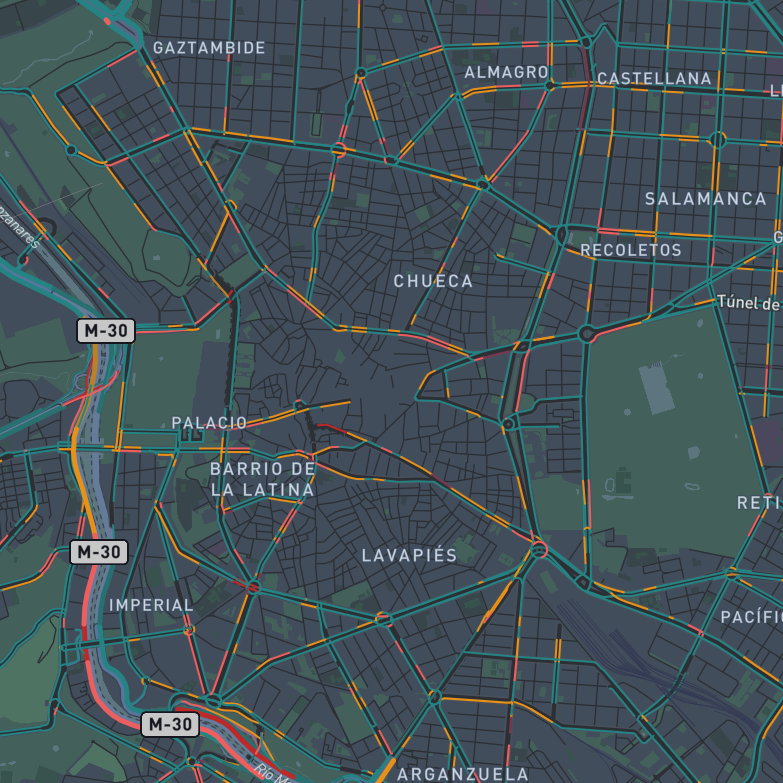 GAZTAMBIDE
ALMAGRO
CASTELLANA
SALAMANCA
RECOLETOS
CHUECA
Túnel de
M-30
PALACIO
BARRIO DE
LA LATINA
RETI
M-30
LAVAPIÉS
IMPERIAL
PACÍFI
M-30
Río M
ARGANZUELA
nzanares